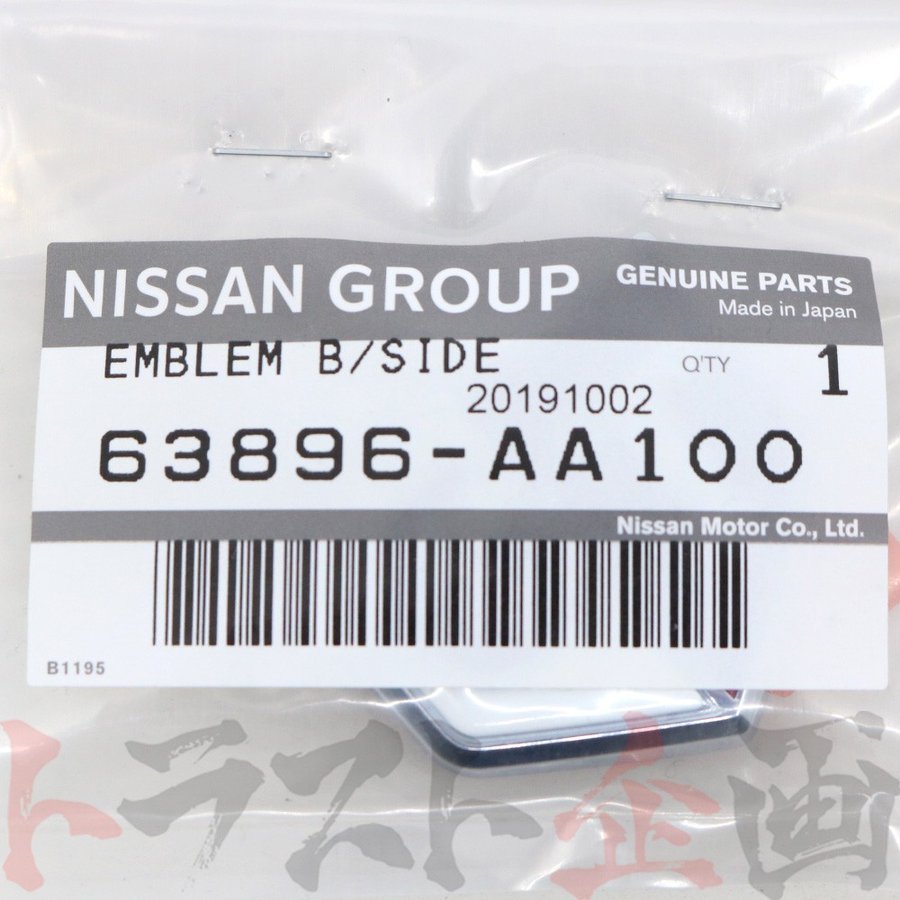 NISSAN GROUP
GENUINE PARTS
Made in Japan
EMBLEM B/SIDE
Q'TY 1
20191002
63896-AA100
Nissan Motor Co., Ltd.
B1195
トラスト企画